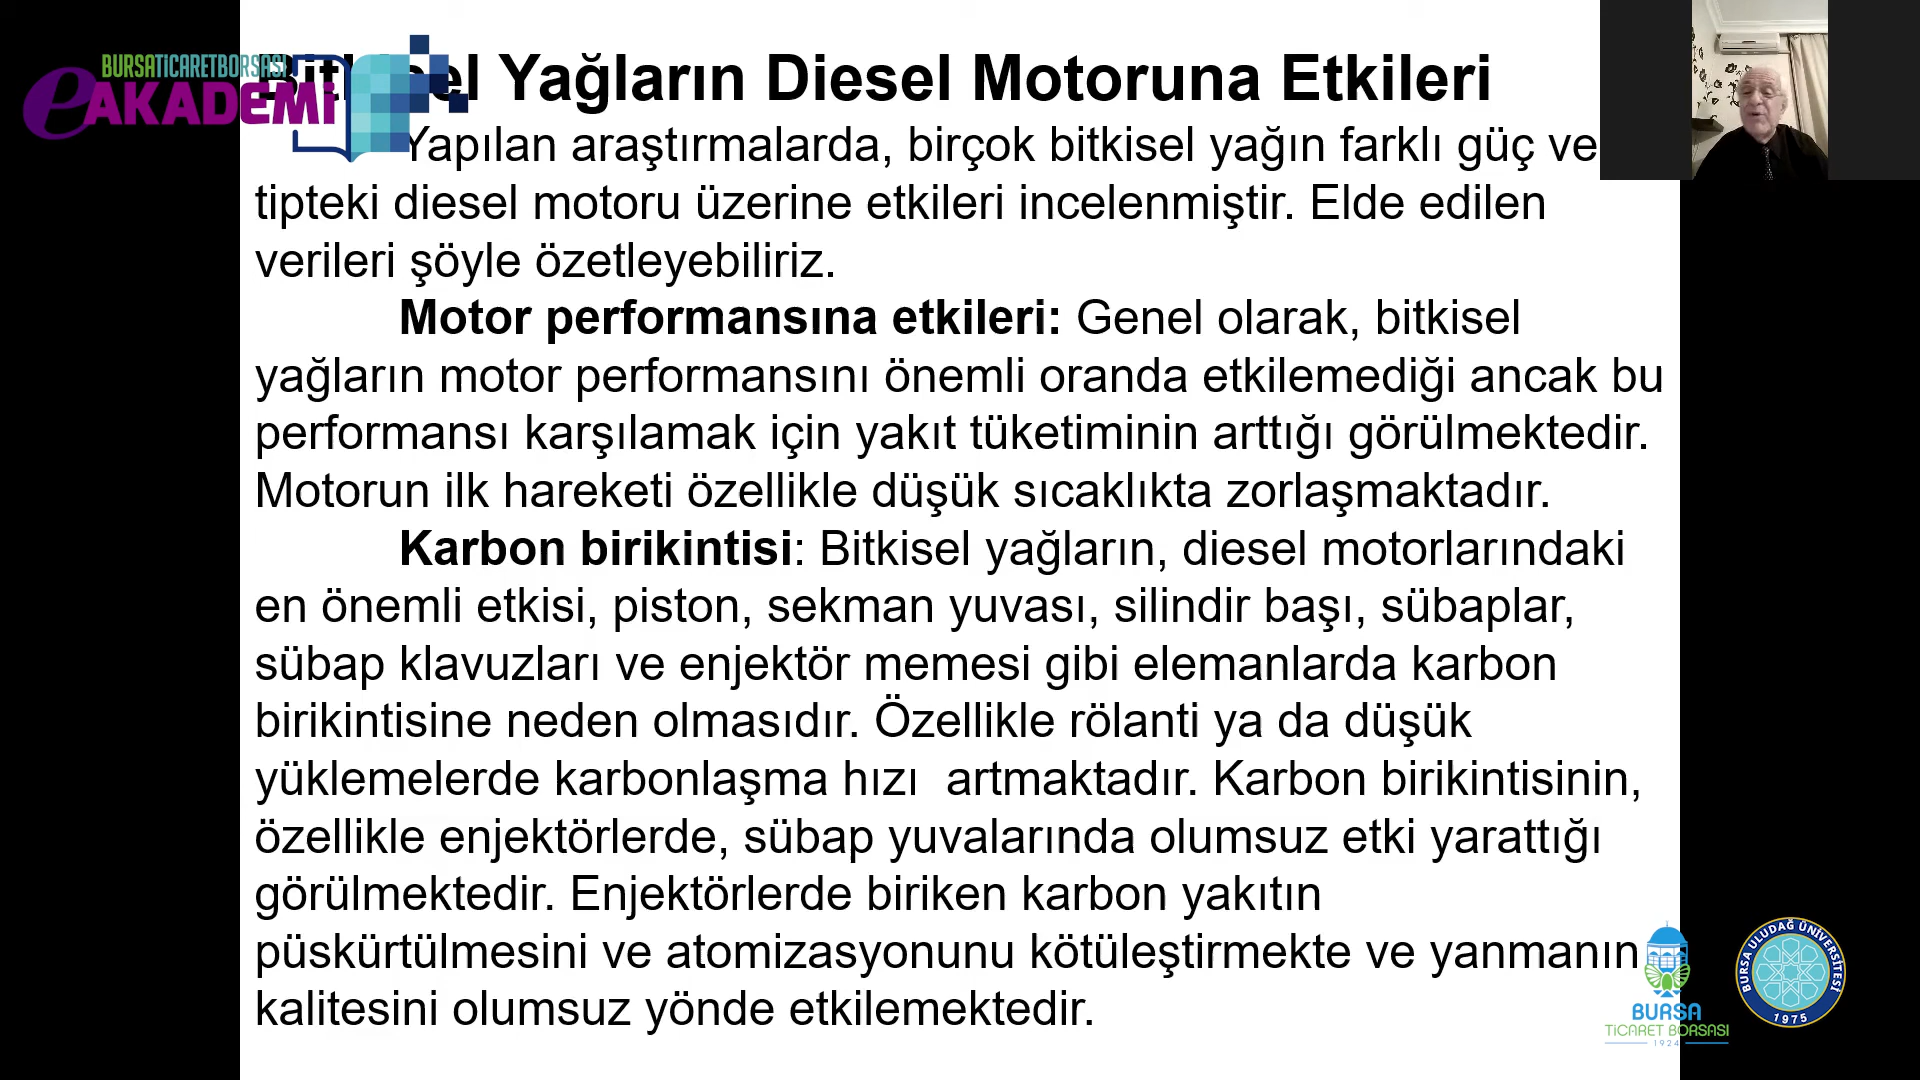 BURSATİCARETBORSASI
eAKADEMİ
Bitkisel Yağların Diesel Motoruna Etkileri
Yapılan araştırmalarda, birçok bitkisel yağın farklı güç ve
tipteki diesel motoru üzerine etkileri incelenmiştir. Elde edilen
verileri şöyle özetleyebiliriz.
Motor performansına etkileri: Genel olarak, bitkisel
yağların motor performansını önemli oranda etkilemediği ancak bu
performansı karşılamak için yakıt tüketiminin arttığı görülmektedir.
Motorun ilk hareketi özellikle düşük sıcaklıkta zorlaşmaktadır.
Karbon birikintisi: Bitkisel yağların, diesel motorlarındaki
en önemli etkisi, piston, sekman yuvası, silindir başı, sübaplar,
sübap klavuzları ve enjektör memesi gibi elemanlarda karbon
birikintisine neden olmasıdır. Özellikle rölanti ya da düşük
yüklemelerde karbonlaşma hızı  artmaktadır. Karbon birikintisinin,
özellikle enjektörlerde, sübap yuvalarında olumsuz etki yarattığı
görülmektedir. Enjektörlerde biriken karbon yakıtın
püskürtülmesini ve atomizasyonunu kötüleştirmekte ve yanmanın
kalitesini olumsuz yönde etkilemektedir.
BURSA
TİCARET BORSASI
1924
BURSA ULUDAĞ ÜNİVERSİTESİ
1975